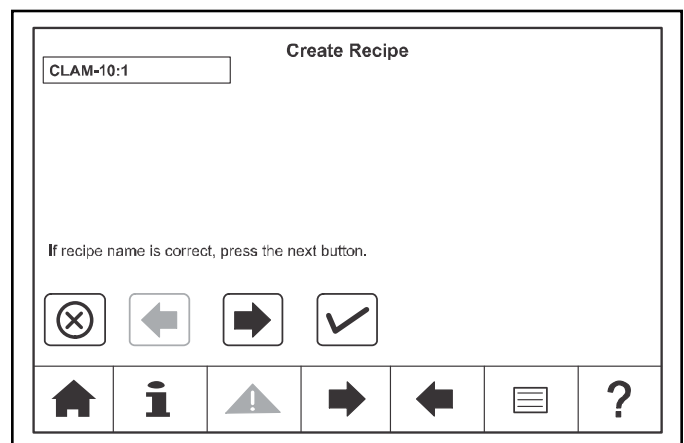 Create Recipe
CLAM-10:1
If recipe name is correct, press the next button.
i
!
?